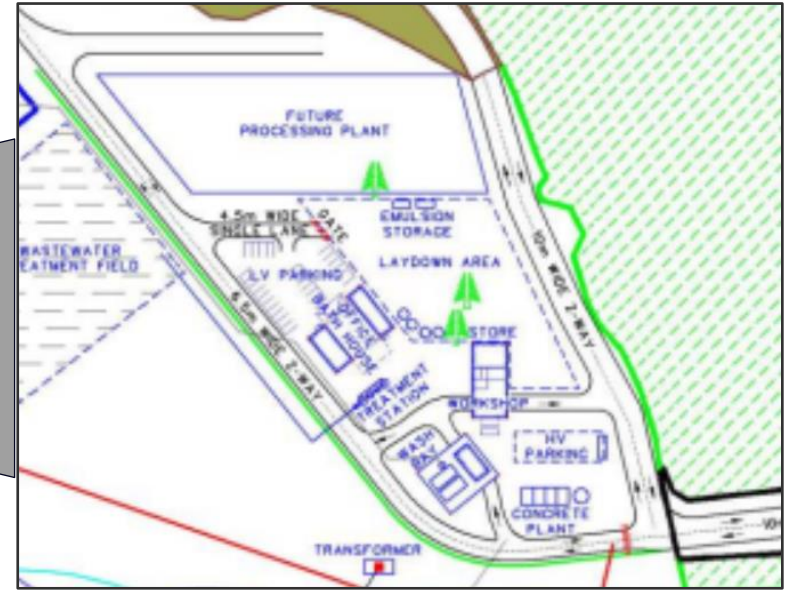 FUTURE
PROCESSING PLANT
4.5m WIDE
SINGLE LANE
GATE
EMULSION
STORAGE
WASTEWATER
EATMENT FIELD
LV PARKING
LAYDOWN AREA
10m WIDE 2-WAY
6.5m WIDE 2-WAY
OFFICE
BATH HOUSE
STORE
TREATMENT
STATION
WORKSHOP
WASH
BAY
HV
PARKING
CONCRETE
PLANT
TRANSFORMER